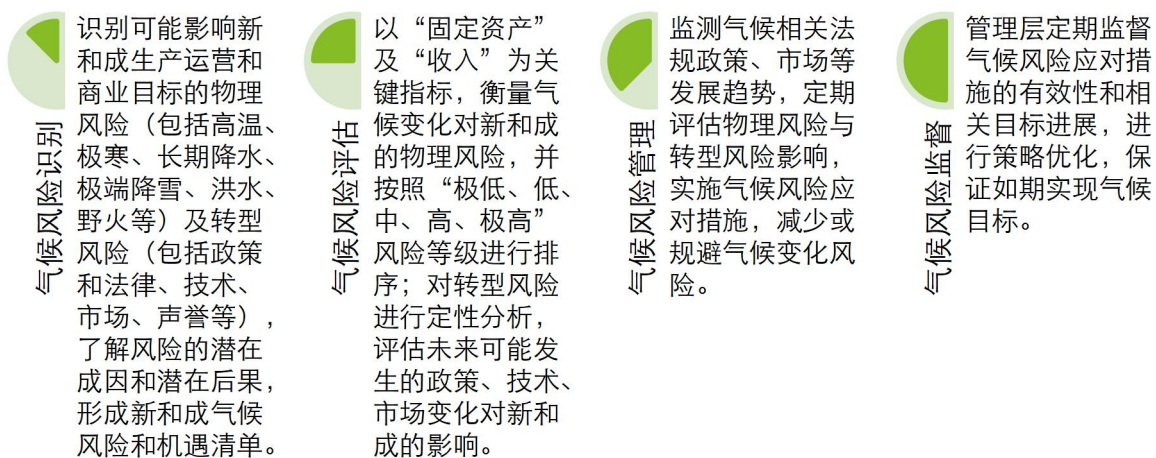 气候风险识别
识别可能影响新
和成生产运营和
商业目标的物理
风险（包括高温、
极寒、长期降水、
极端降雪、洪水、
野火等）及转型
风险（包括政策
和法律、技术、
市场、声誉等），
了解风险的潜在
成因和潜在后果，
形成新和成气候
风险和机遇清单。
气候风险评估
以“固定资产”
及“收入”为关
键指标，衡量气
候变化对新和成
的物理风险，并
按照“极低、低、
中、高、极高”
风险等级进行排
序；对转型风险
进行定性分析，
评估未来可能发
生的政策、技术、
市场变化对新和
成的影响。
气候风险管理
监测气候相关法
规政策、市场等
发展趋势，定期
评估物理风险与
转型风险影响，
实施气候风险应
对措施，减少或
规避气候变化风
险。
气候风险监督
管理层定期监督
气候风险应对措
施的有效性和相
关目标进展，进
行策略优化，保
证如期实现气候
目标。